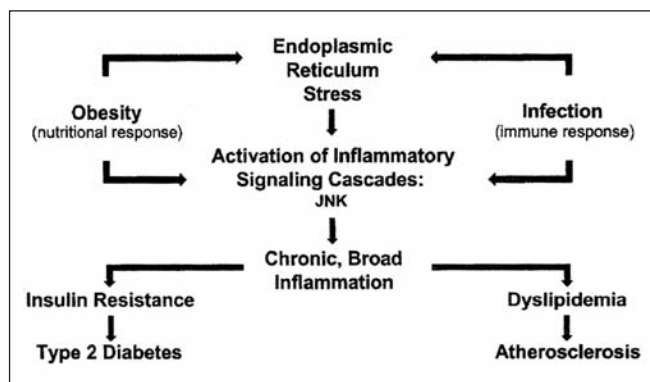 Endoplasmic
Reticulum
Stress
Obesity
(nutritional response)
Infection
(immune response)
Activation of Inflammatory
Signaling Cascades:
JNK
Chronic, Broad
Inflammation
Insulin Resistance
Dyslipidemia
Type 2 Diabetes
Atherosclerosis